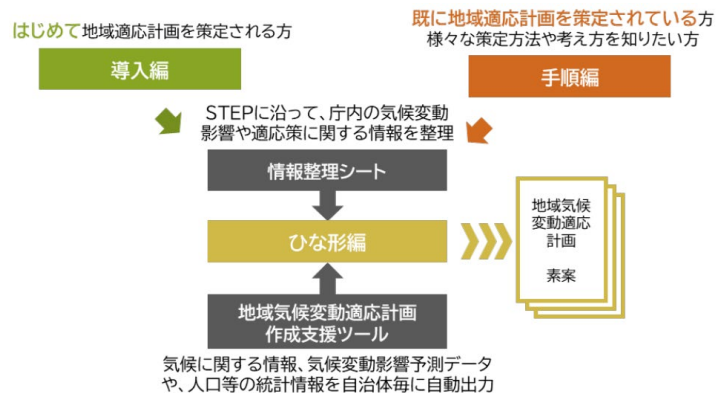 はじめて地域適応計画を策定される方
導入編
既に地域適応計画を策定されている方
様々な策定方法や考え方を知りたい方
手順編
STEPに沿って、庁内の気候変動
影響や適応策に関する情報を整理
情報整理シート
ひな形編
地域気候
変動適応
計画
素案
地域気候変動適応計画
作成支援ツール
気候に関する情報、気候変動影響予測データ
や、人口等の統計情報を自治体毎に自動出力